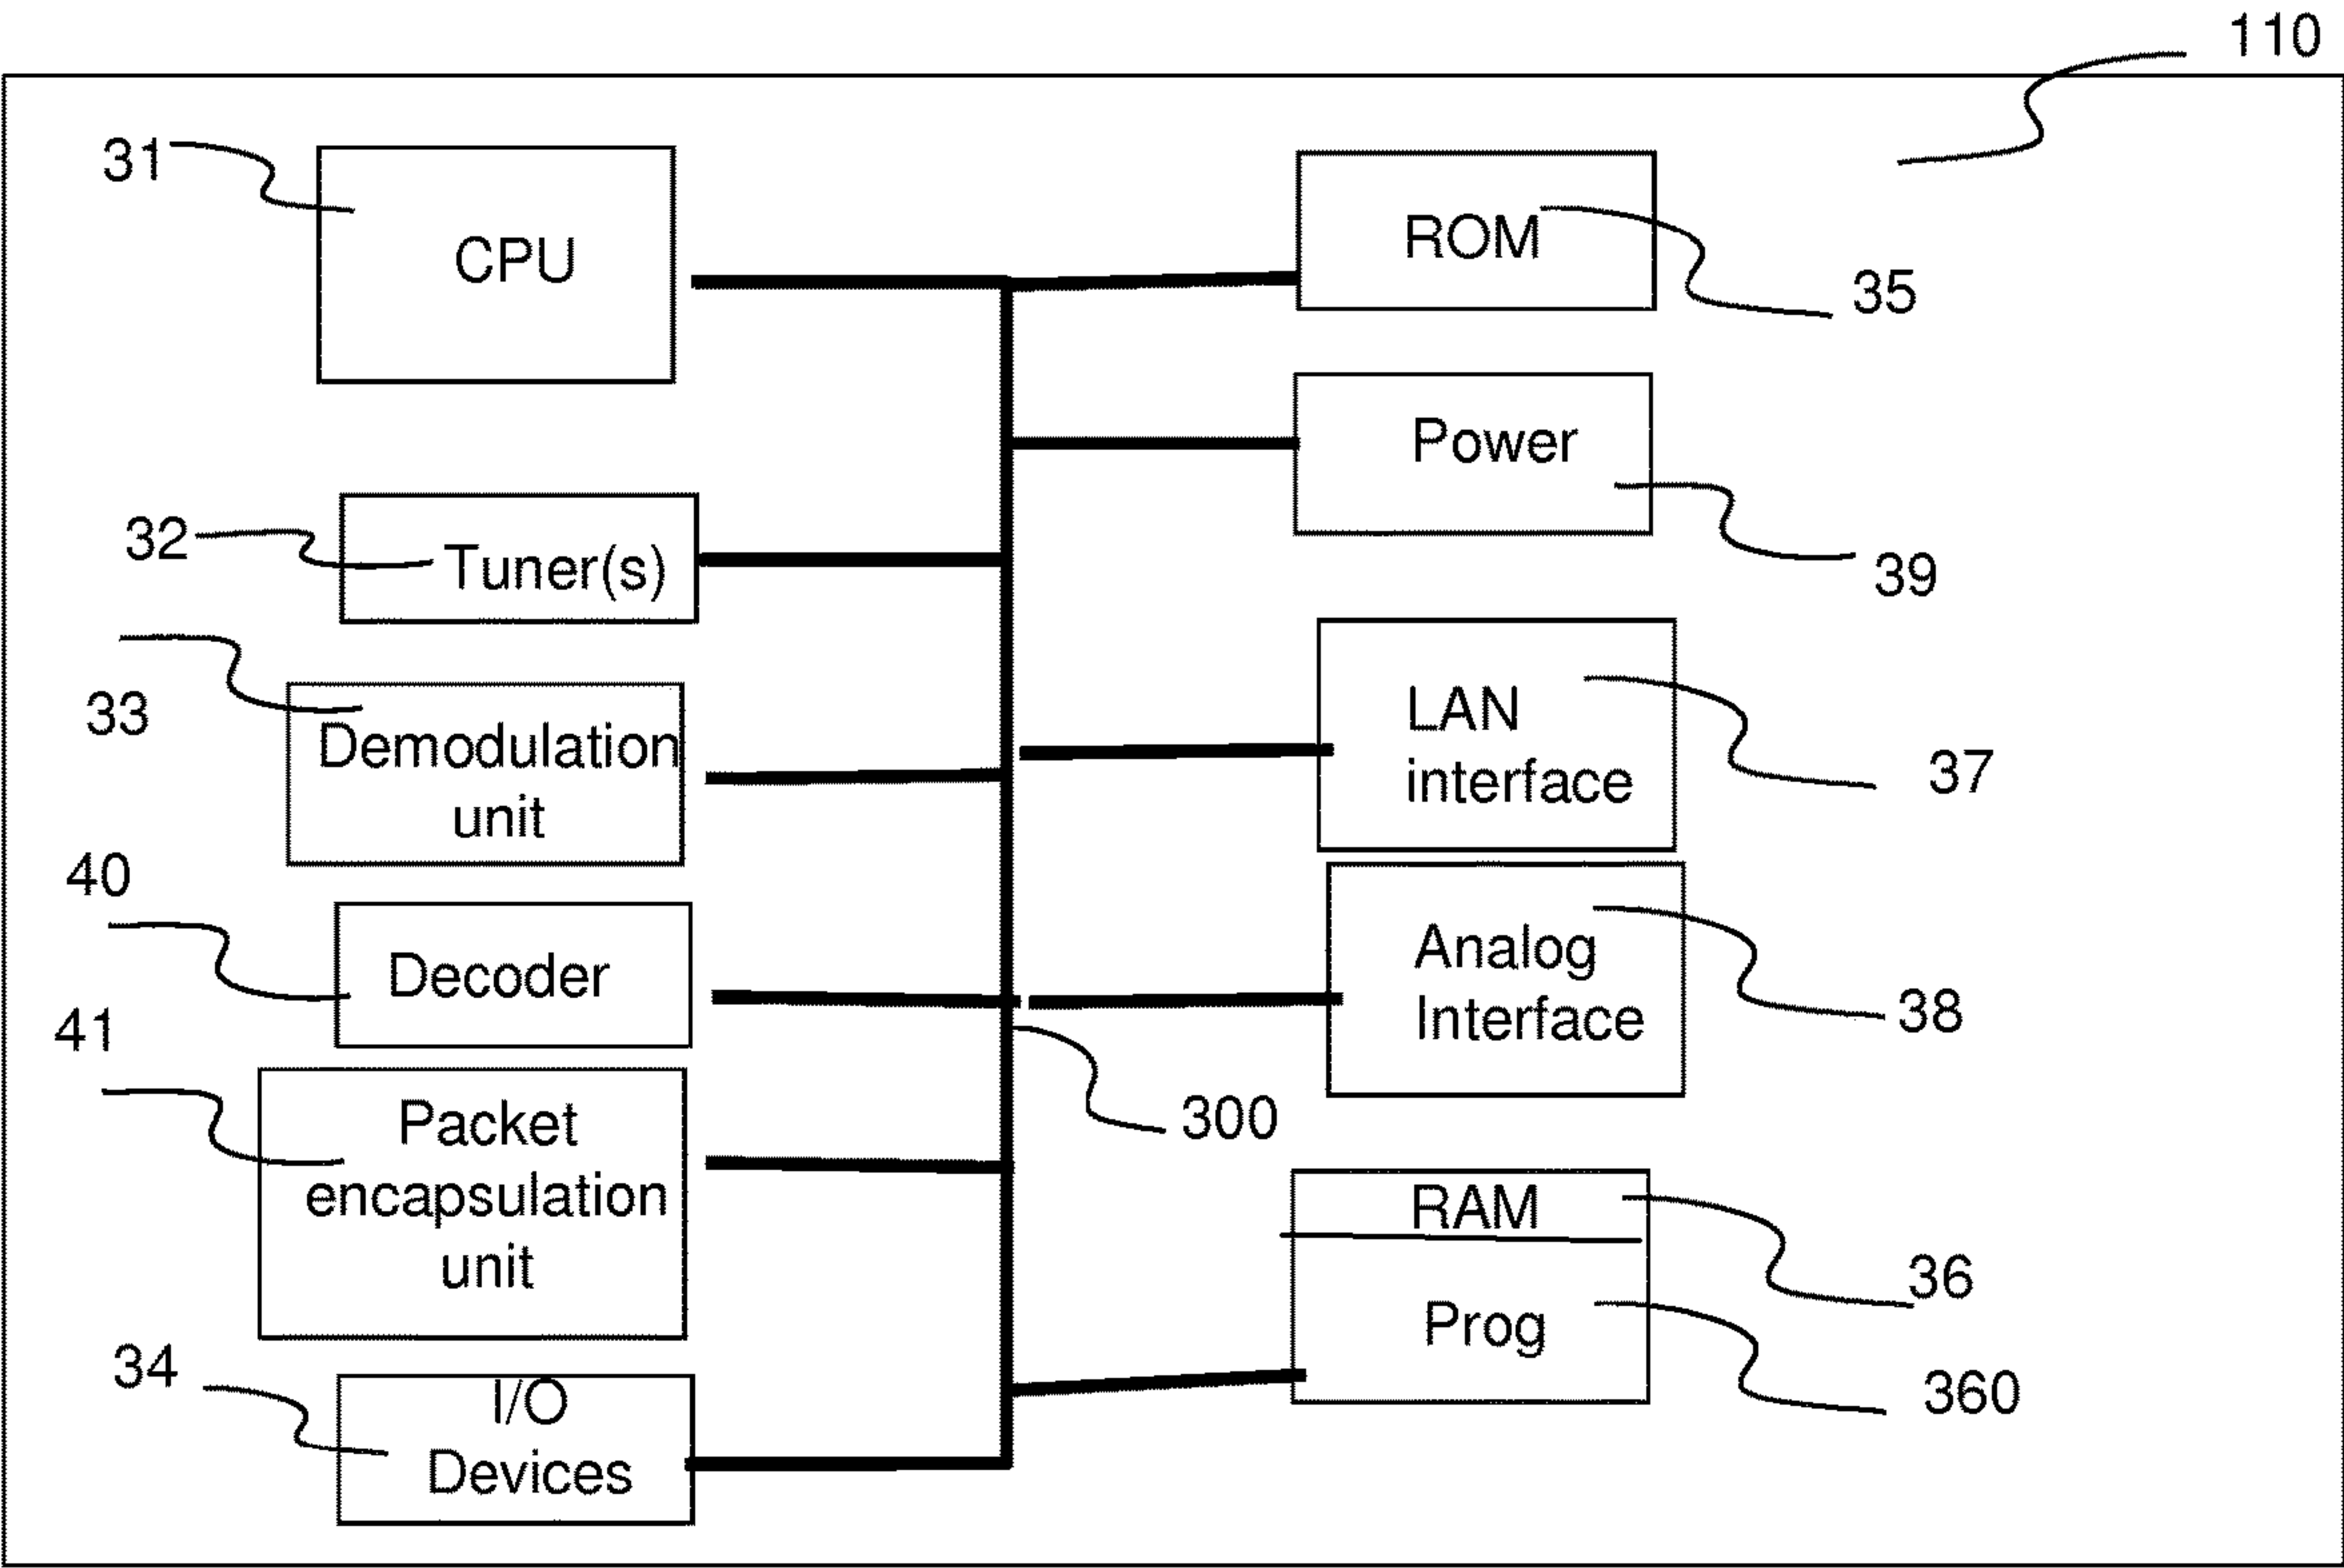 110
31
CPU
ROM
35
Power
39
32
Tuner(s)
33
Demodulation
unit
LAN
interface
37
40
Decoder
Analog
Interface
38
41
Packet
encapsulation
unit
300
RAM
36
Prog
360
34
I/O
Devices